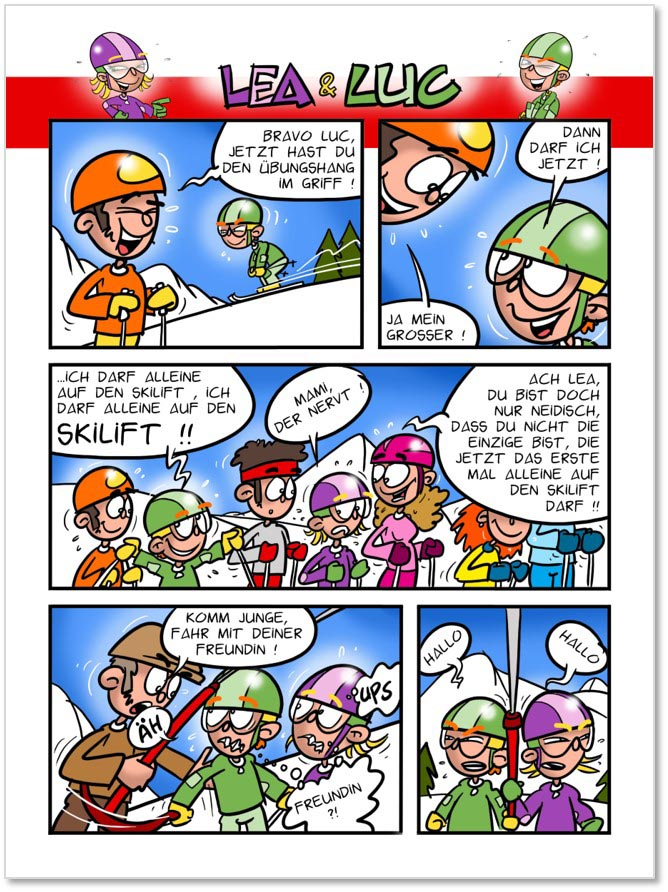 LEA & LUC
BRAVO LUC,
JETZT HAST DU
DEN ÜBUNGSHANG
IM GRIFF !
DANN
DARF ICH
JETZT !
JA MEIN
GROSSER !
...ICH DARF ALLEINE
AUF DEN SKILIFT , ICH
DARF ALLEINE AUF DEN
SKILIFT !!
MAMI,
DER NERVT !
ACH LEA,
DU BIST DOCH
NUR NEIDISCH,
DASS DU NICHT DIE
EINZIGE BIST, DIE
JETZT DAS ERSTE
MAL ALLEINE AUF
DEN SKILIFT
DARF !!
KOMM JUNGE,
FAHR MIT DEINER
FREUNDIN !
ÄH
UPS
FREUNDIN
?!
HALLO
HALLO